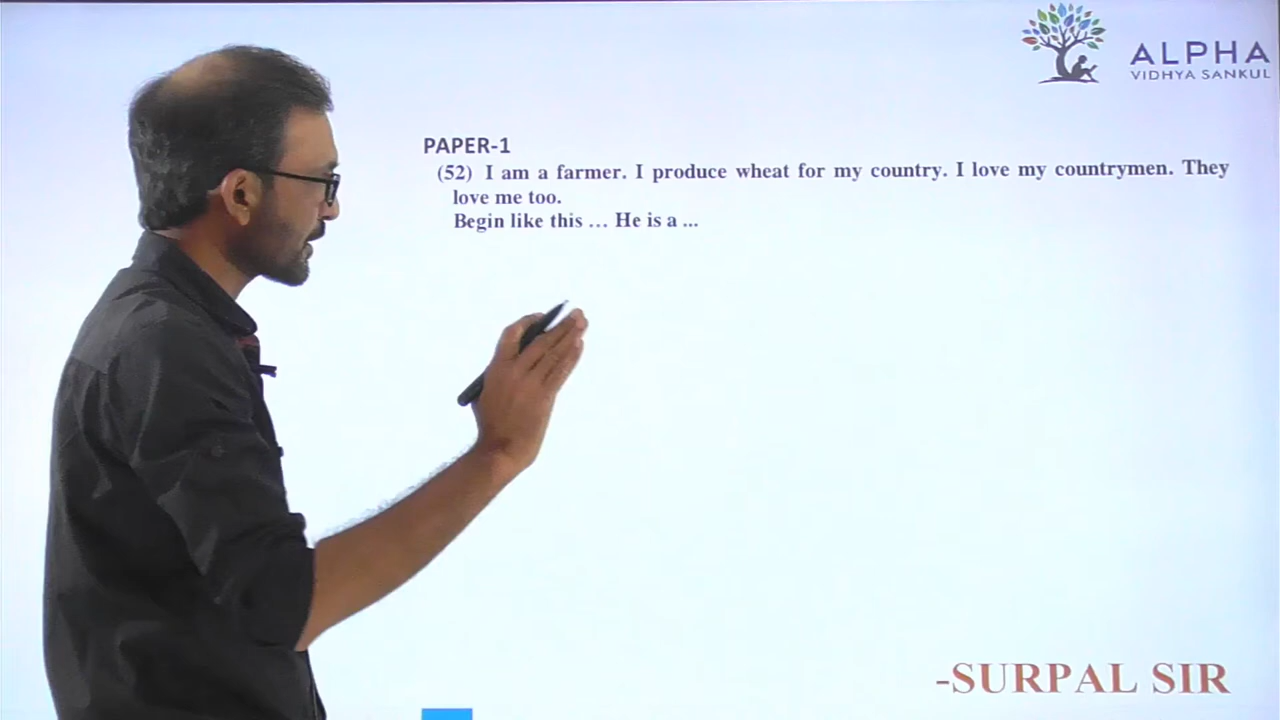 ALPHA
VIDHYA SANKUL
PAPER-1
(52) I am a farmer. I produce wheat for my country. I love my countrymen. They
love me too.
Begin like this ... He is a ...
-SURPAL SIR